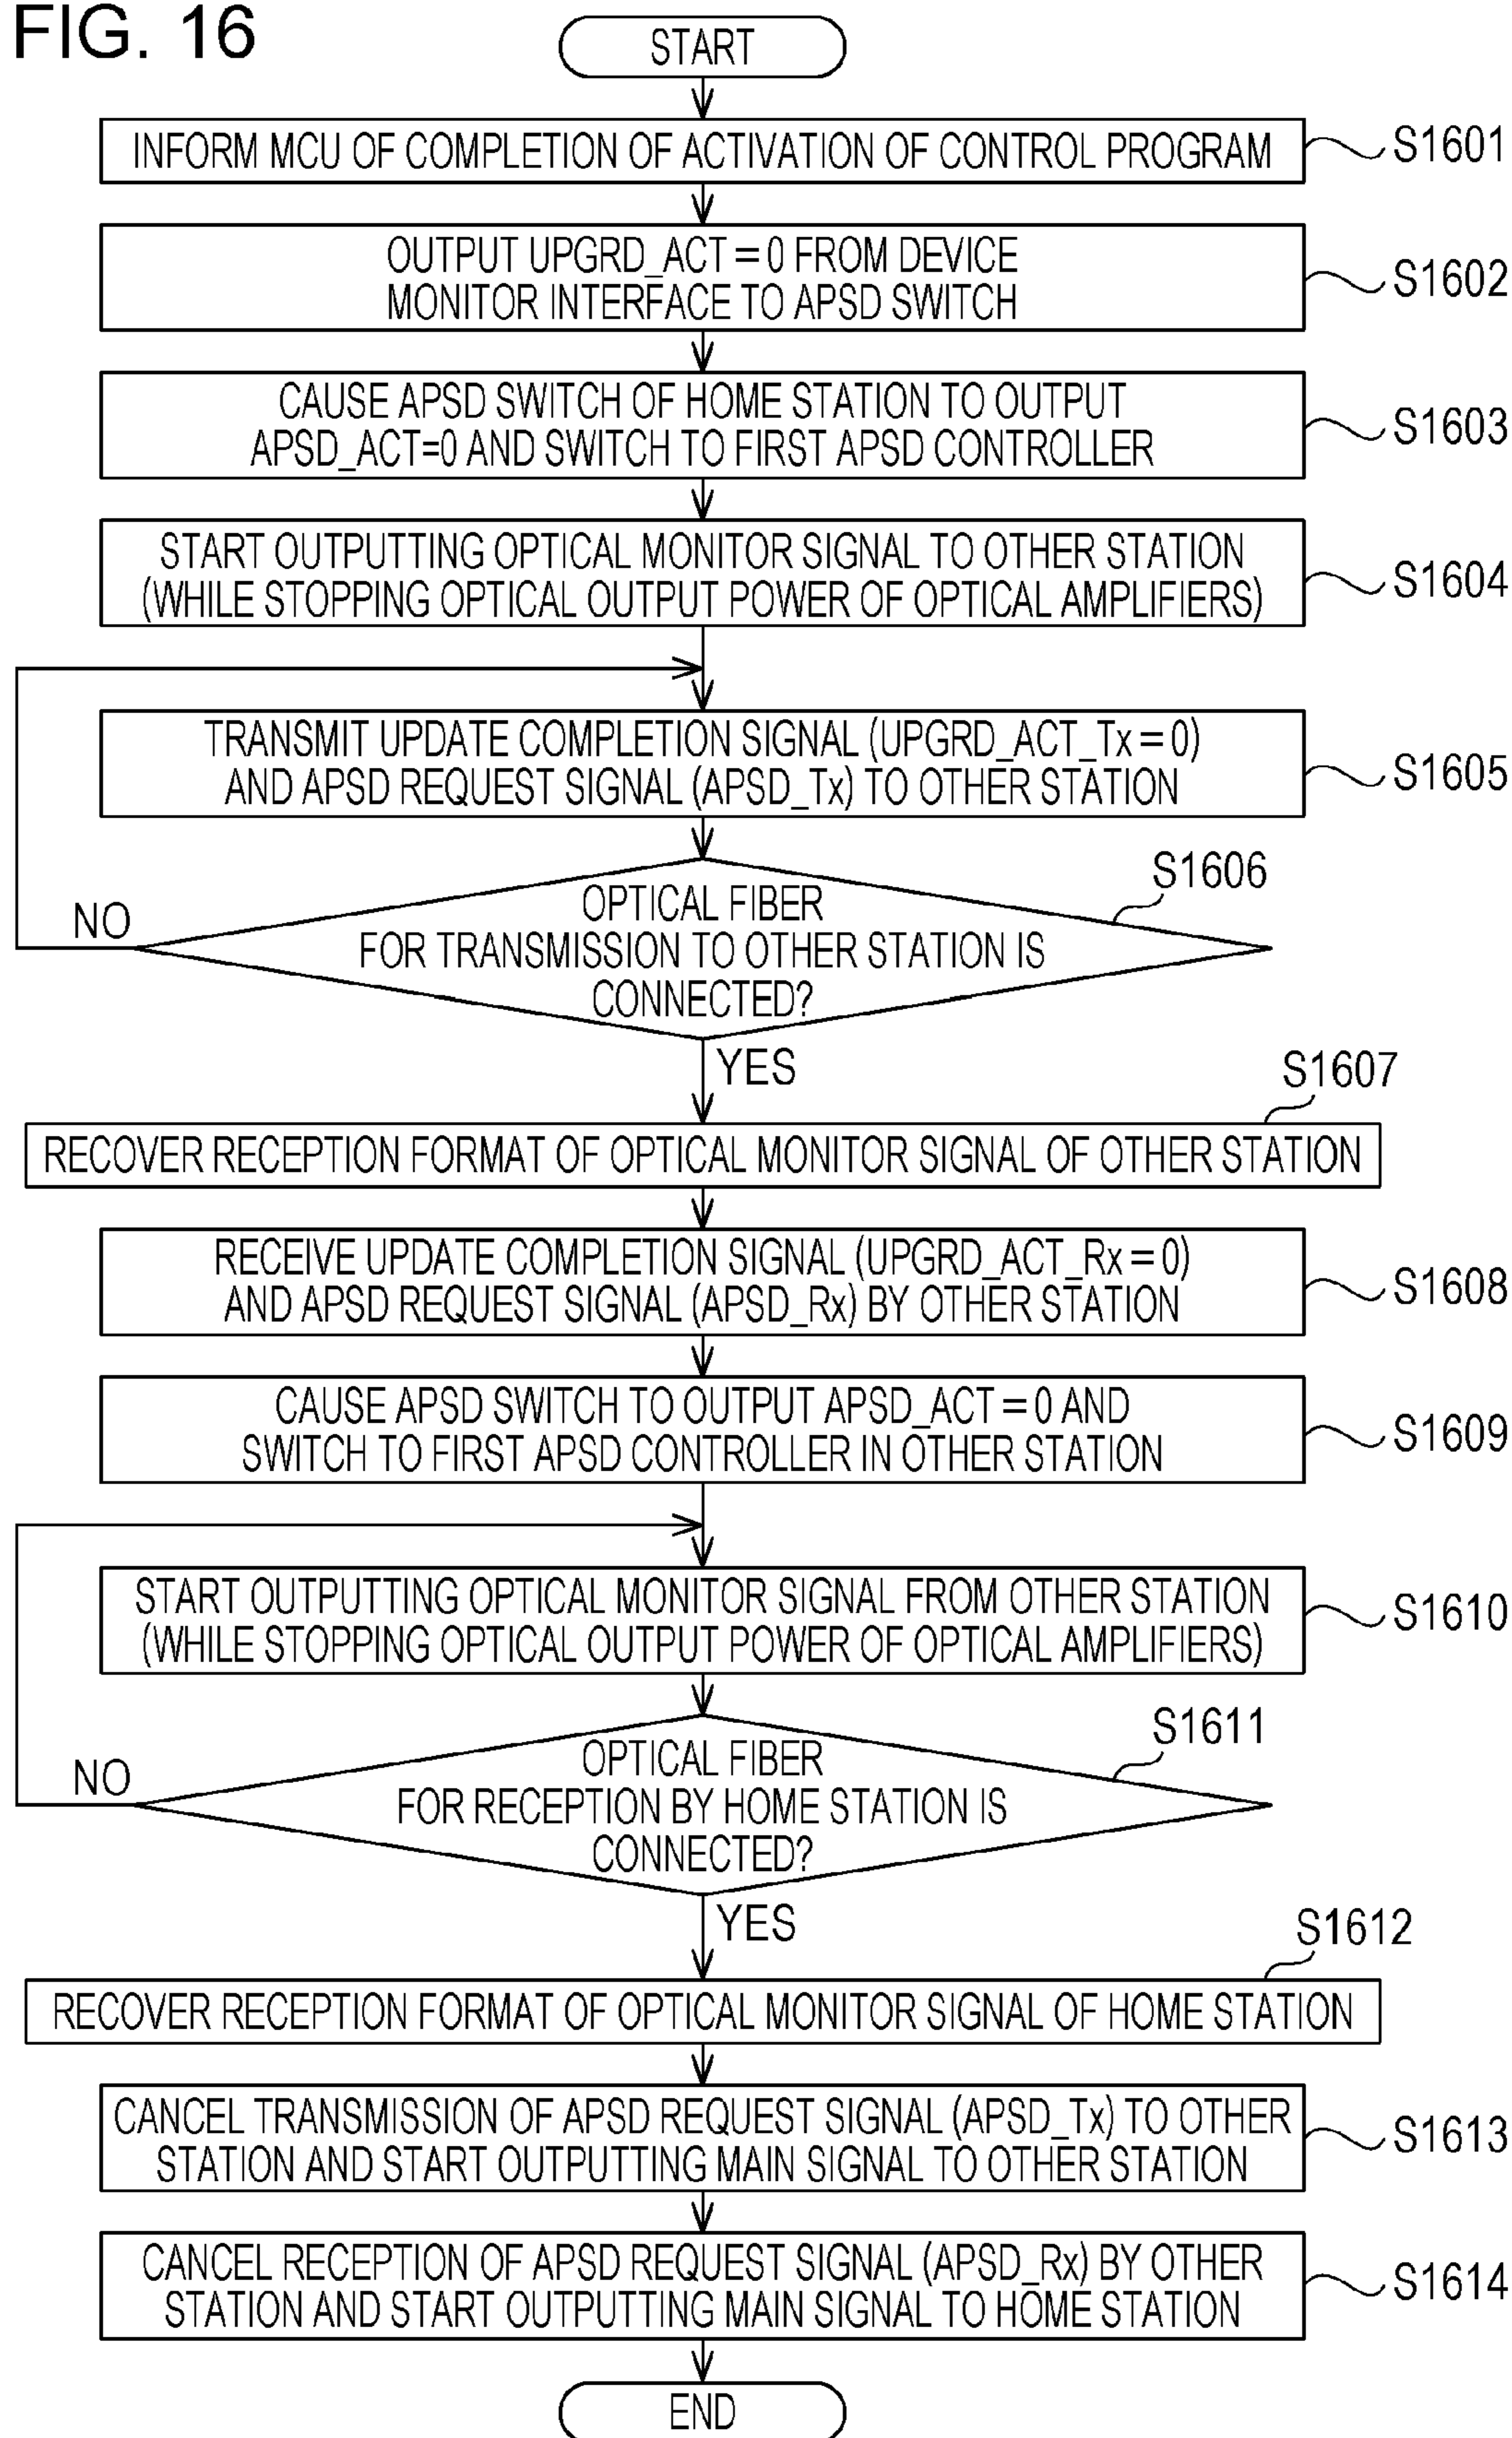 FIG. 16
START
INFORM MCU OF COMPLETION OF ACTIVATION OF CONTROL PROGRAM
S1601
OUTPUT UPGRD_ACT = 0 FROM DEVICE
MONITOR INTERFACE TO APSD SWITCH
S1602
CAUSE APSD SWITCH OF HOME STATION TO OUTPUT
APSD_ACT=0 AND SWITCH TO FIRST APSD CONTROLLER
S1603
START OUTPUTTING OPTICAL MONITOR SIGNAL TO OTHER STATION
(WHILE STOPPING OPTICAL OUTPUT POWER OF OPTICAL AMPLIFIERS)
S1604
TRANSMIT UPDATE COMPLETION SIGNAL (UPGRD_ACT_Tx = 0)
AND APSD REQUEST SIGNAL (APSD_Tx) TO OTHER STATION
S1605
S1606
OPTICAL FIBER
FOR TRANSMISSION TO OTHER STATION IS
CONNECTED?
NO
YES
S1607
RECOVER RECEPTION FORMAT OF OPTICAL MONITOR SIGNAL OF OTHER STATION
RECEIVE UPDATE COMPLETION SIGNAL (UPGRD_ACT_Rx = 0)
AND APSD REQUEST SIGNAL (APSD_Rx) BY OTHER STATION
S1608
CAUSE APSD SWITCH TO OUTPUT APSD_ACT = 0 AND
SWITCH TO FIRST APSD CONTROLLER IN OTHER STATION
S1609
START OUTPUTTING OPTICAL MONITOR SIGNAL FROM OTHER STATION
(WHILE STOPPING OPTICAL OUTPUT POWER OF OPTICAL AMPLIFIERS)
S1610
S1611
OPTICAL FIBER
FOR RECEPTION BY HOME STATION IS
CONNECTED?
NO
YES
S1612
RECOVER RECEPTION FORMAT OF OPTICAL MONITOR SIGNAL OF HOME STATION
CANCEL TRANSMISSION OF APSD REQUEST SIGNAL (APSD_Tx) TO OTHER
STATION AND START OUTPUTTING MAIN SIGNAL TO OTHER STATION
S1613
CANCEL RECEPTION OF APSD REQUEST SIGNAL (APSD_Rx) BY OTHER
STATION AND START OUTPUTTING MAIN SIGNAL TO HOME STATION
S1614
END